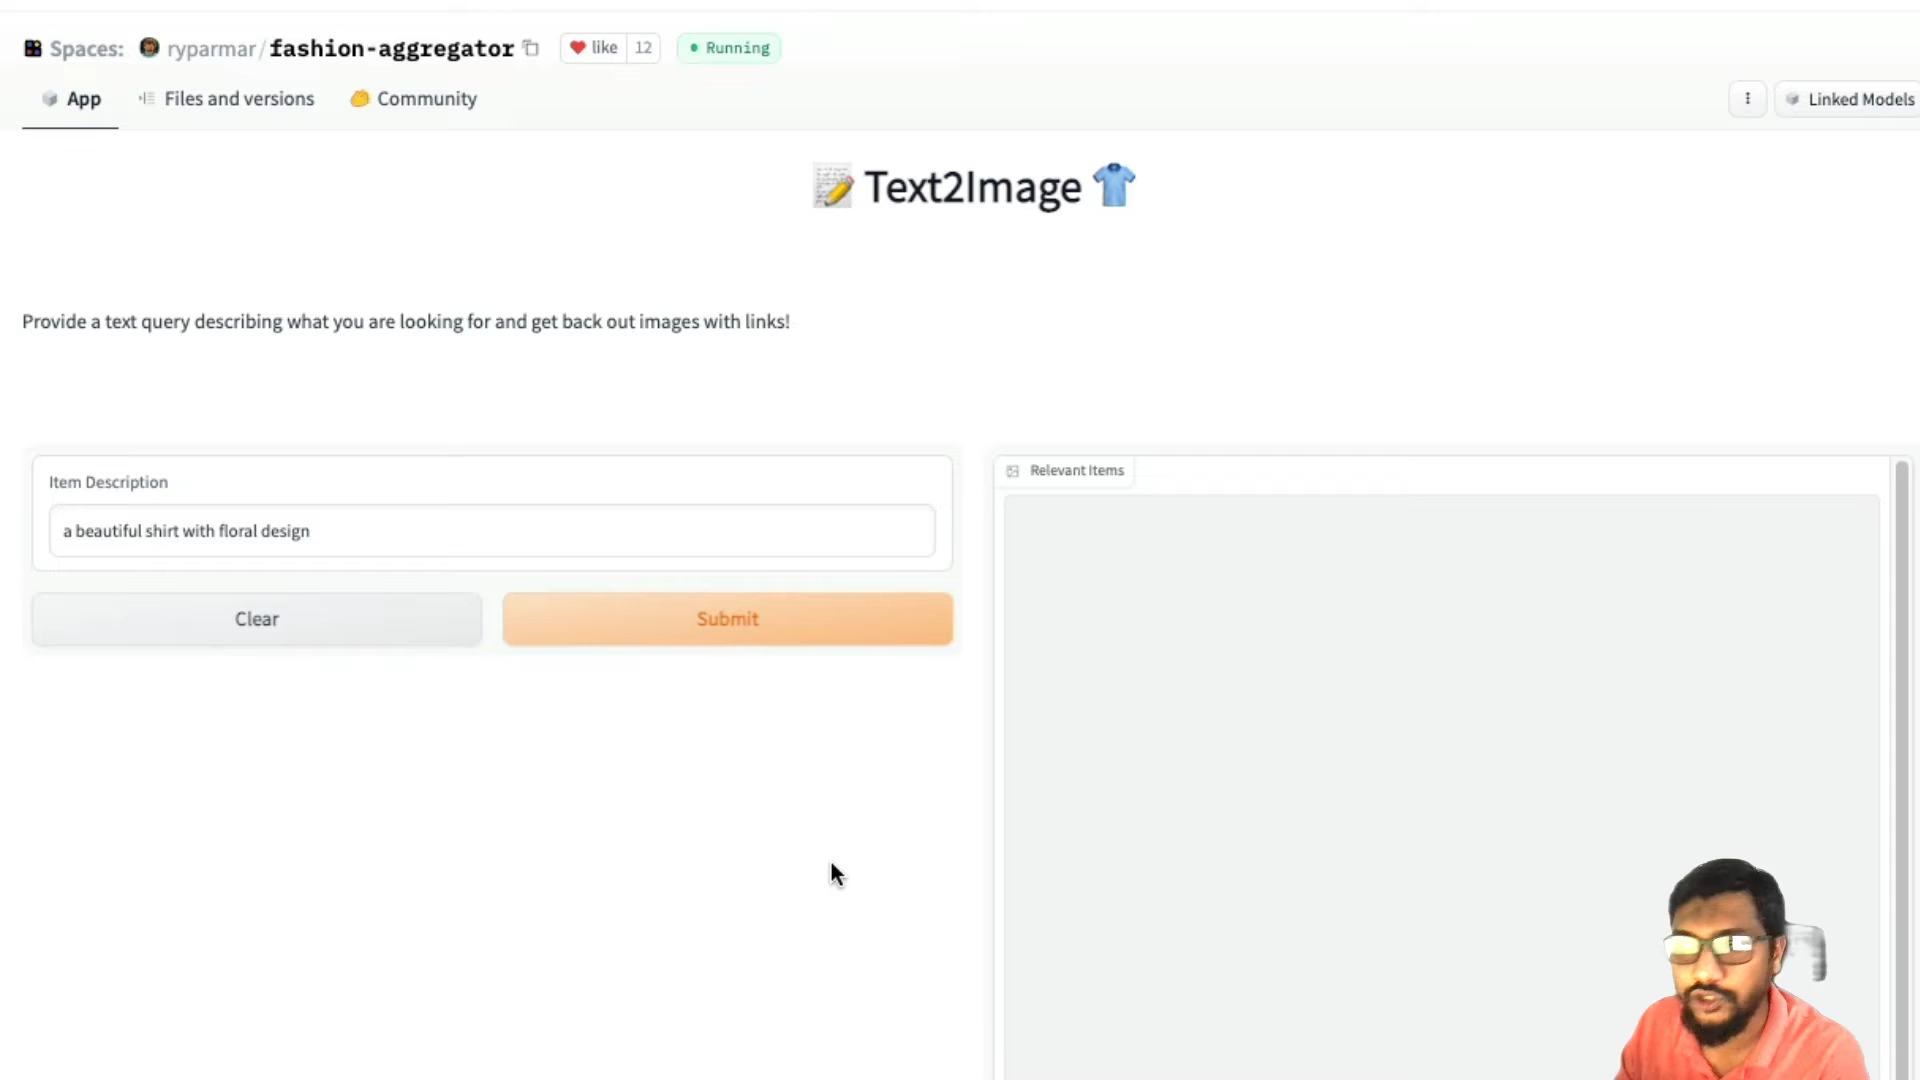 Spaces: ryparmar/fashion-aggregator like 12 Running
App Files and versions Community Linked Models
Text2Image
Provide a text query describing what you are looking for and get back out images with links!
Item Description
a beautiful shirt with floral design
Clear Submit
Relevant Items